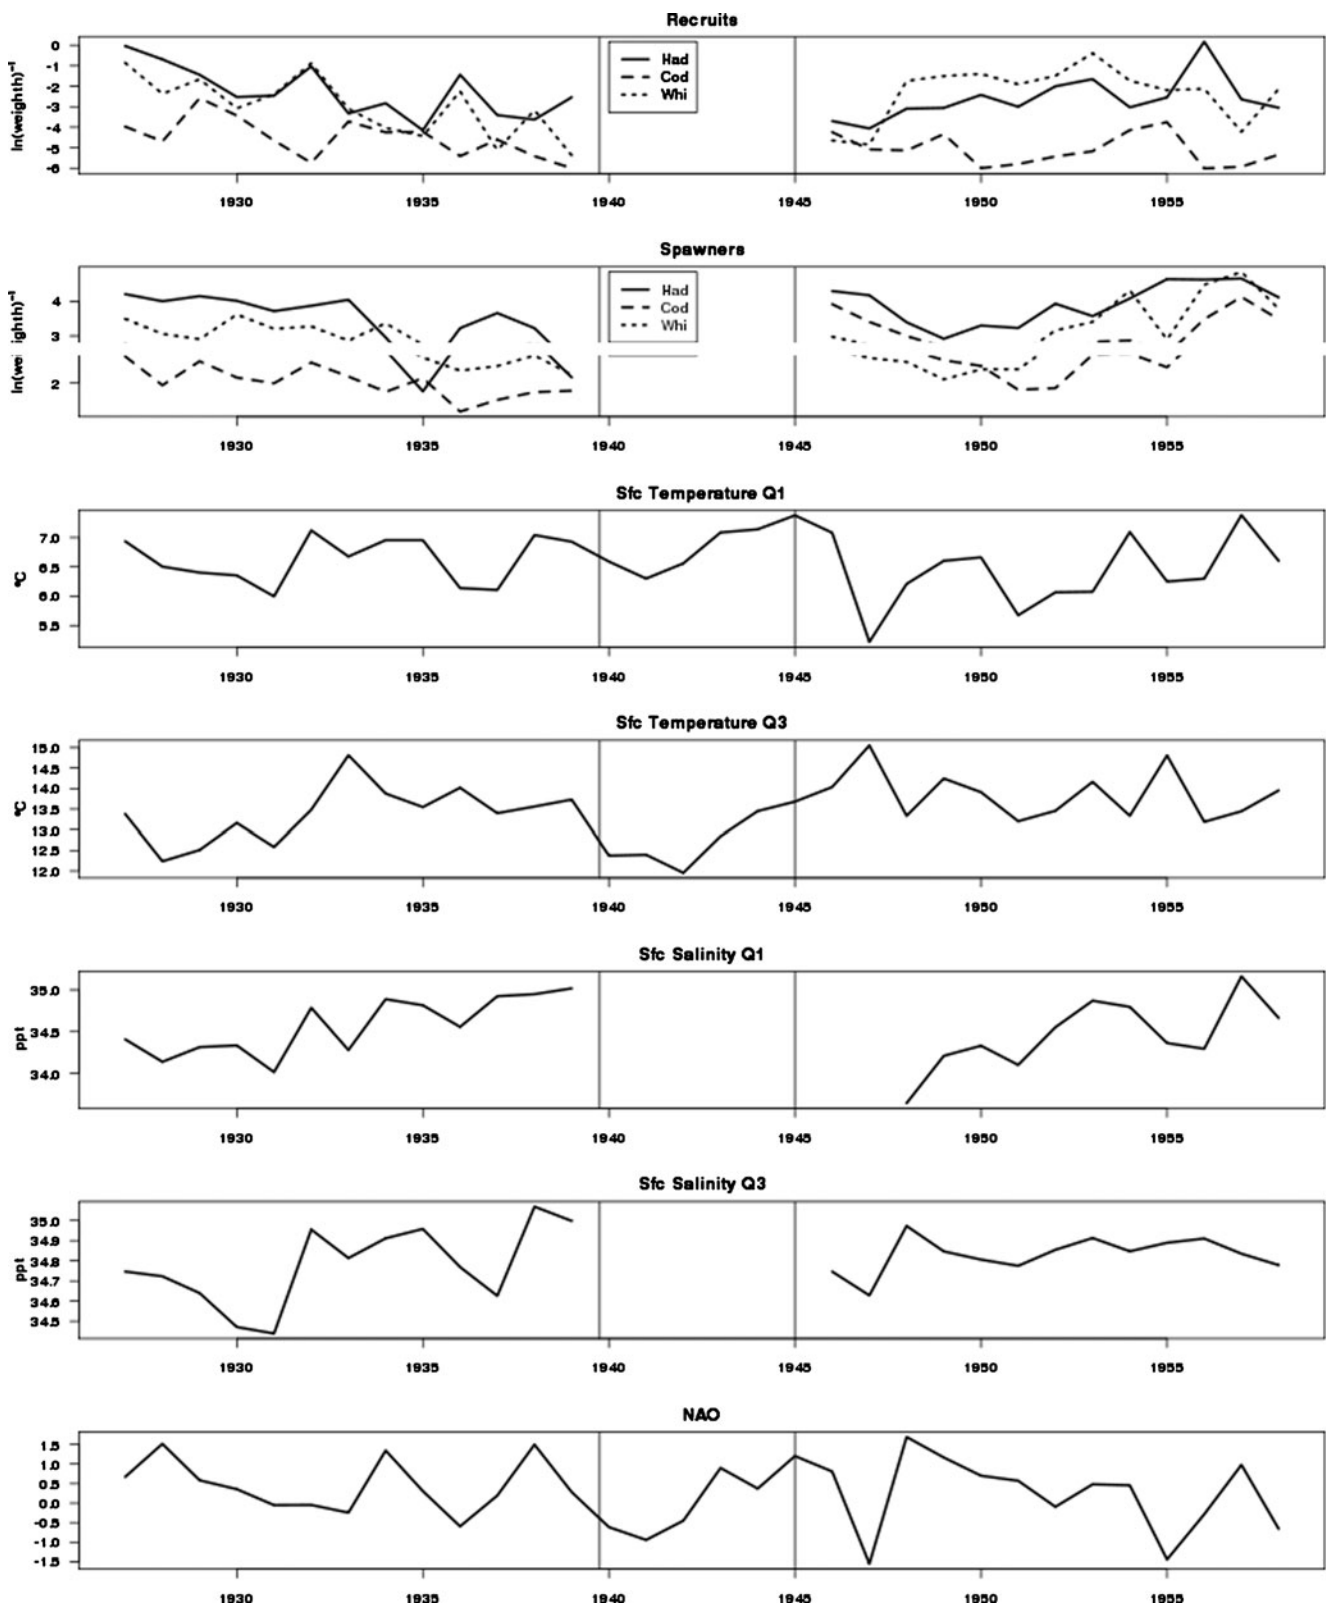 Recruits
ln(weighth)⁻¹
0
-1
-2
-3
-4
-5
-6
Had
Cod
Whi
1930 1935 1940 1945 1950 1955
Spawners
4
3
2
Had
Cod
Whi
1930 1935 1940 1945 1950 1955
Sfc Temperature Q1
°C
7.0
6.5
6.0
5.5
1930 1935 1940 1945 1950 1955
Sfc Temperature Q3
°C
15.0
14.5
14.0
13.5
13.0
12.5
12.0
1930 1935 1940 1945 1950 1955
Sfc Salinity Q1
ppt
35.0
34.5
34.0
1930 1935 1940 1945 1950 1955
Sfc Salinity Q3
ppt
35.0
34.9
34.8
34.7
34.6
34.5
1930 1935 1940 1945 1950 1955
NAO
1.5
1.0
0.5
0.0
-0.5
-1.0
-1.5
1930 1935 1940 1945 1950 1955